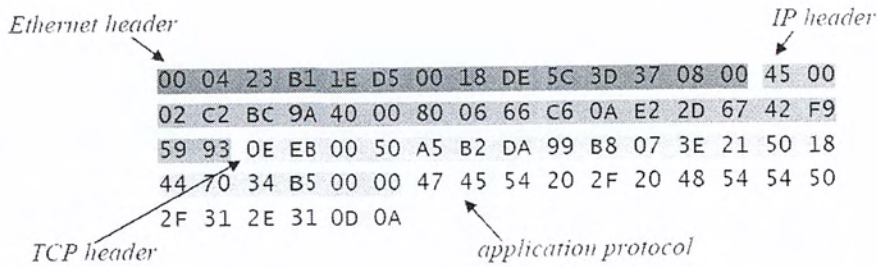 Ethernet header
IP header
00 04 23 B1 1E D5 00 18 DE 5C 3D 37 08 00 45 00
02 C2 BC 9A 40 00 80 06 66 C6 0A E2 2D 67 42 F9
59 93 0E EB 00 50 A5 B2 DA 99 B8 07 3E 21 50 18
44 70 34 B5 00 00 47 45 54 20 2F 20 48 54 54 50
2F 31 2E 31 0D 0A
TCP header
application protocol